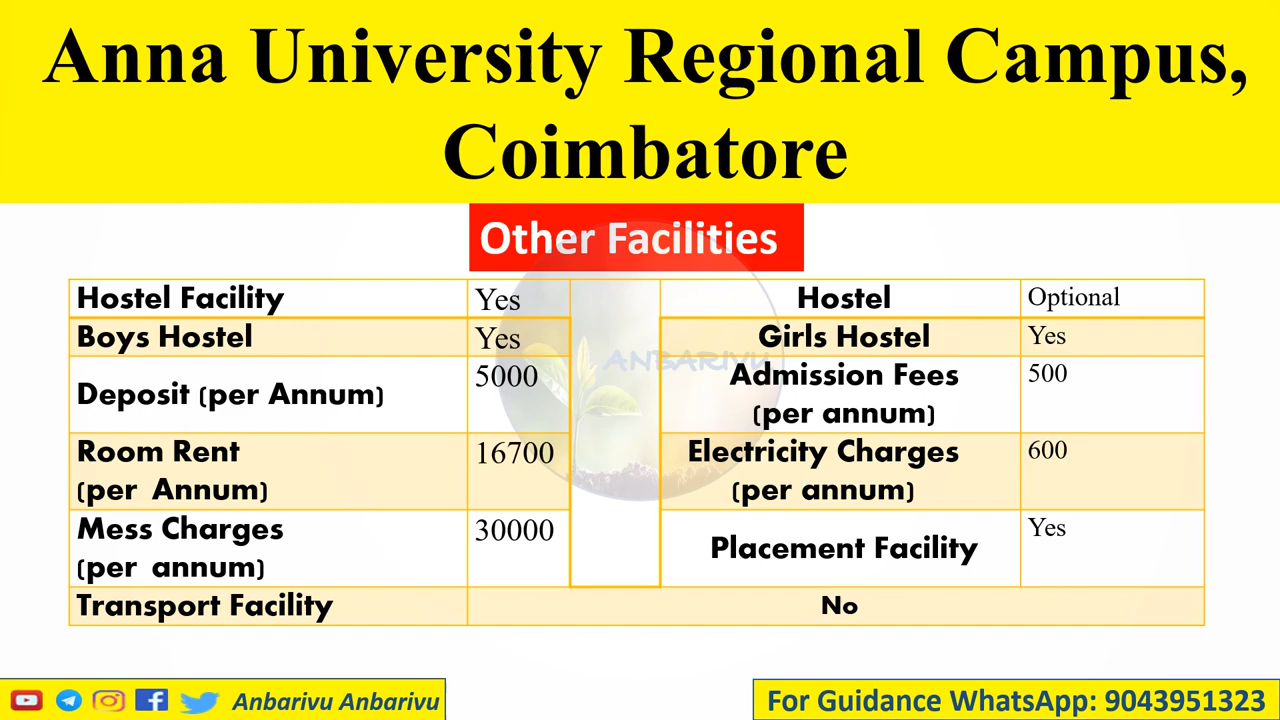 Anna University Regional Campus,
Coimbatore
Other Facilities
Hostel Facility Yes Hostel Optional
Boys Hostel Yes Girls Hostel Yes
Deposit (per Annum) 5000 Admission Fees
(per annum) 500
Room Rent
(per Annum) 16700 Electricity Charges
(per annum) 600
Mess Charges
(per annum) 30000 Placement Facility Yes
Transport Facility No
ANBARIVU
Anbarivu Anbarivu
For Guidance WhatsApp: 9043951323